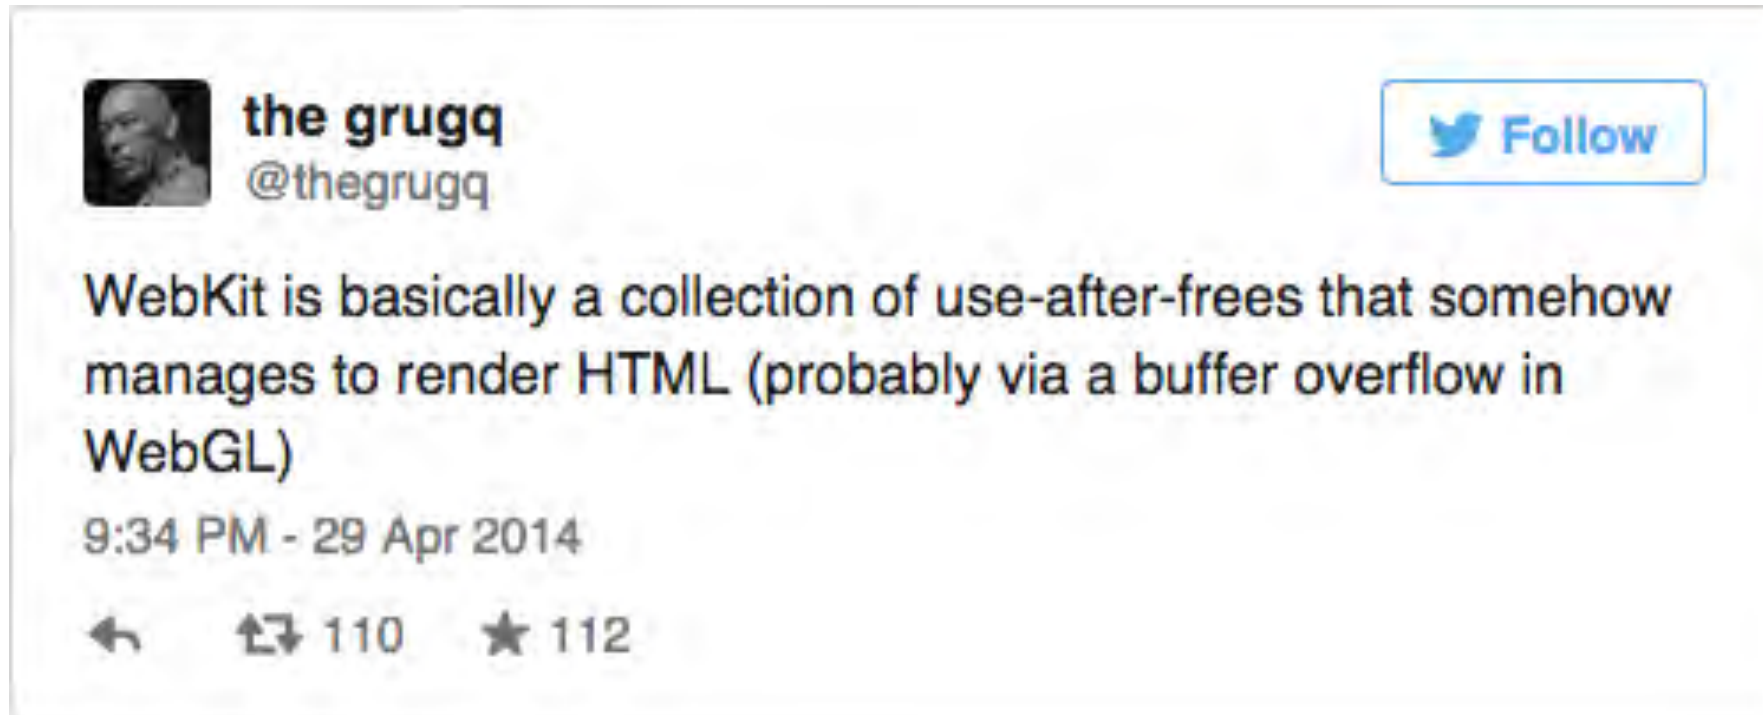 the grugq
@thegrugq
Follow
WebKit is basically a collection of use-after-frees that somehow
manages to render HTML (probably via a buffer overflow in
WebGL)
9:34 PM - 29 Apr 2014
110 112